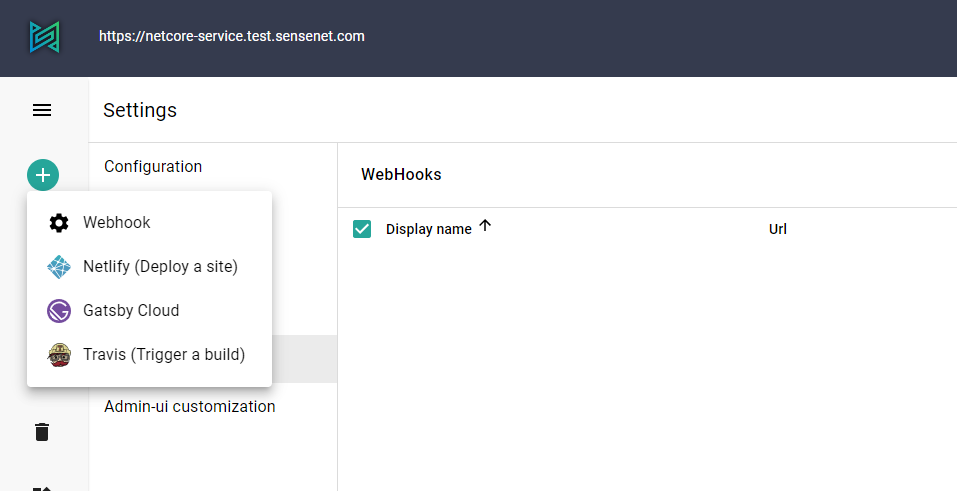 https://netcore-service.test.sensenet.com
Settings
Configuration
WebHooks
Webhook
Display name
Url
Netlify (Deploy a site)
Gatsby Cloud
Travis (Trigger a build)
Admin-ui customization